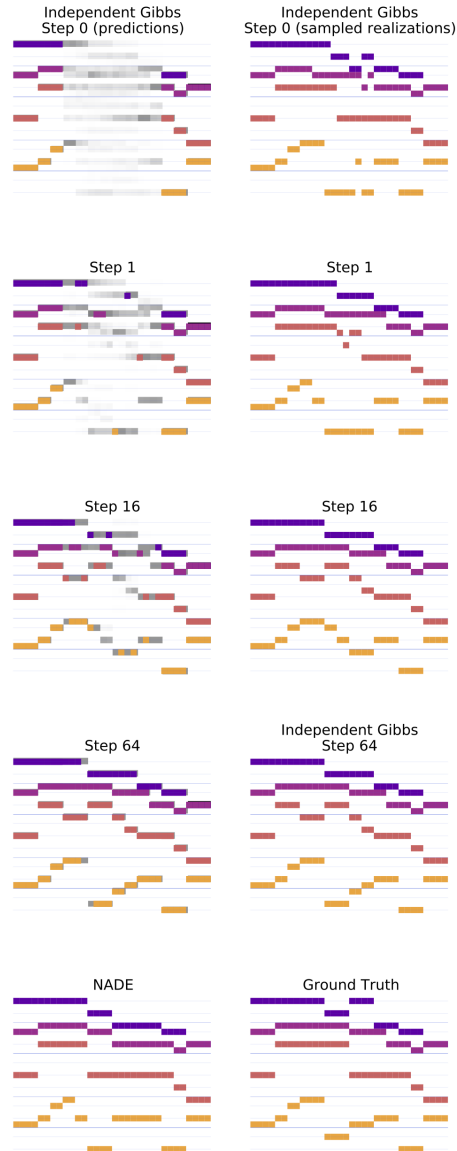 Independent Gibbs
Step 0 (predictions)
Independent Gibbs
Step 0 (sampled realizations)
Step 1
Step 1
Step 16
Step 16
Step 64
Independent Gibbs
Step 64
NADE
Ground Truth